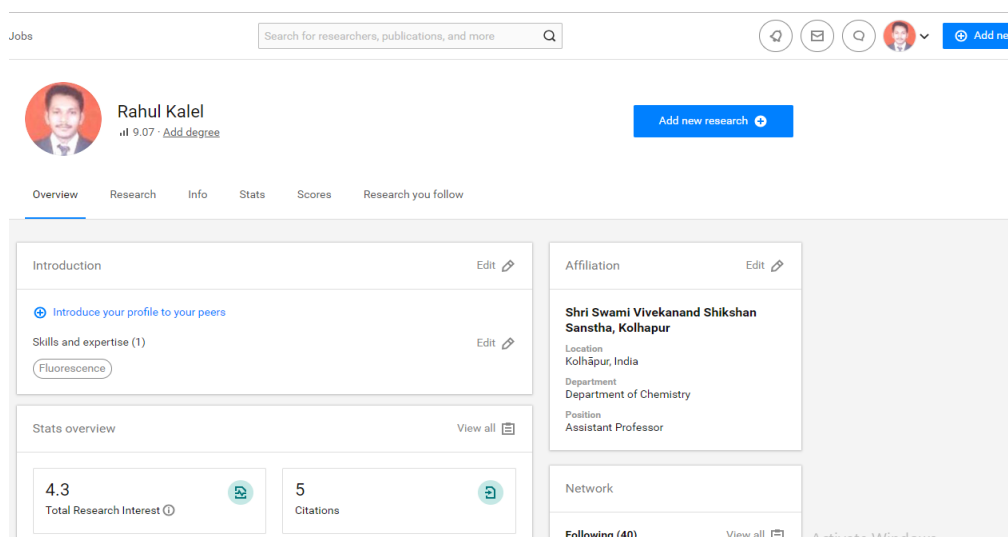 Jobs
Search for researchers, publications, and more
Add ne
Rahul Kalel
9.07 · Add degree
Add new research
Overview Research Info Stats Scores Research you follow
Introduction Edit
Introduce your profile to your peers
Skills and expertise (1) Edit
Fluorescence
Stats overview View all
4.3
Total Research Interest
5
Citations
Affiliation Edit
Shri Swami Vivekanand Shikshan
Sanstha, Kolhapur
Location
Kolhāpur, India
Department
Department of Chemistry
Position
Assistant Professor
Network
Following (40) View all
Activate Windows